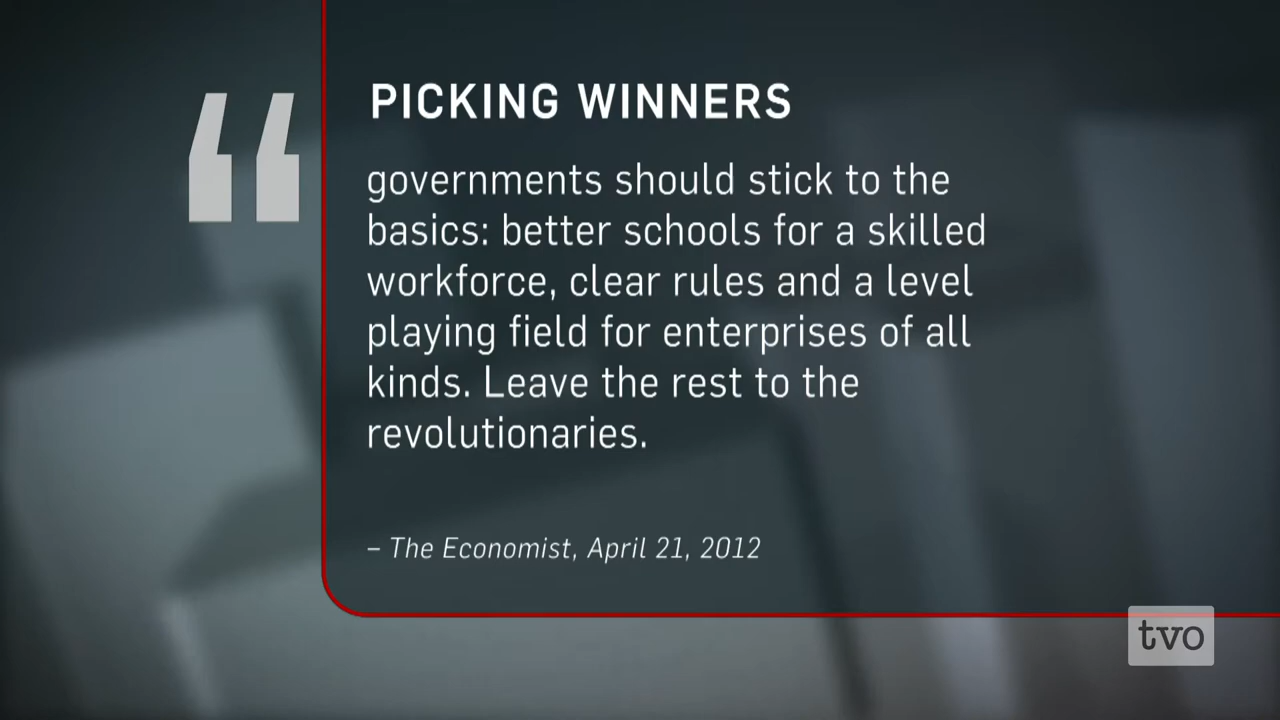 “
PICKING WINNERS
governments should stick to the
basics: better schools for a skilled
workforce, clear rules and a level
playing field for enterprises of all
kinds. Leave the rest to the
revolutionaries.
– The Economist, April 21, 2012
tvo